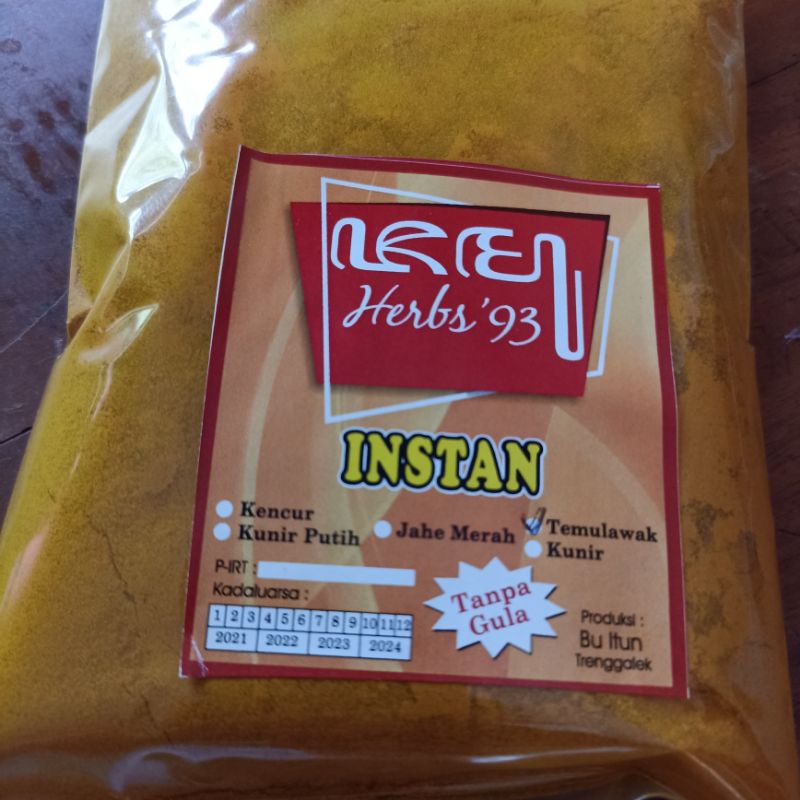 Herbs '93
INSTAN
Kencur
Kunir Putih
Jahe Merah
Temulawak
Kunir
P-IRT :
Kadaluarsa :
1 2 3 4 5 6 7 8 9 10 11 12
2021 2022 2023 2024
Tanpa
Gula
Produksi :
Bu Itun
Trenggalek